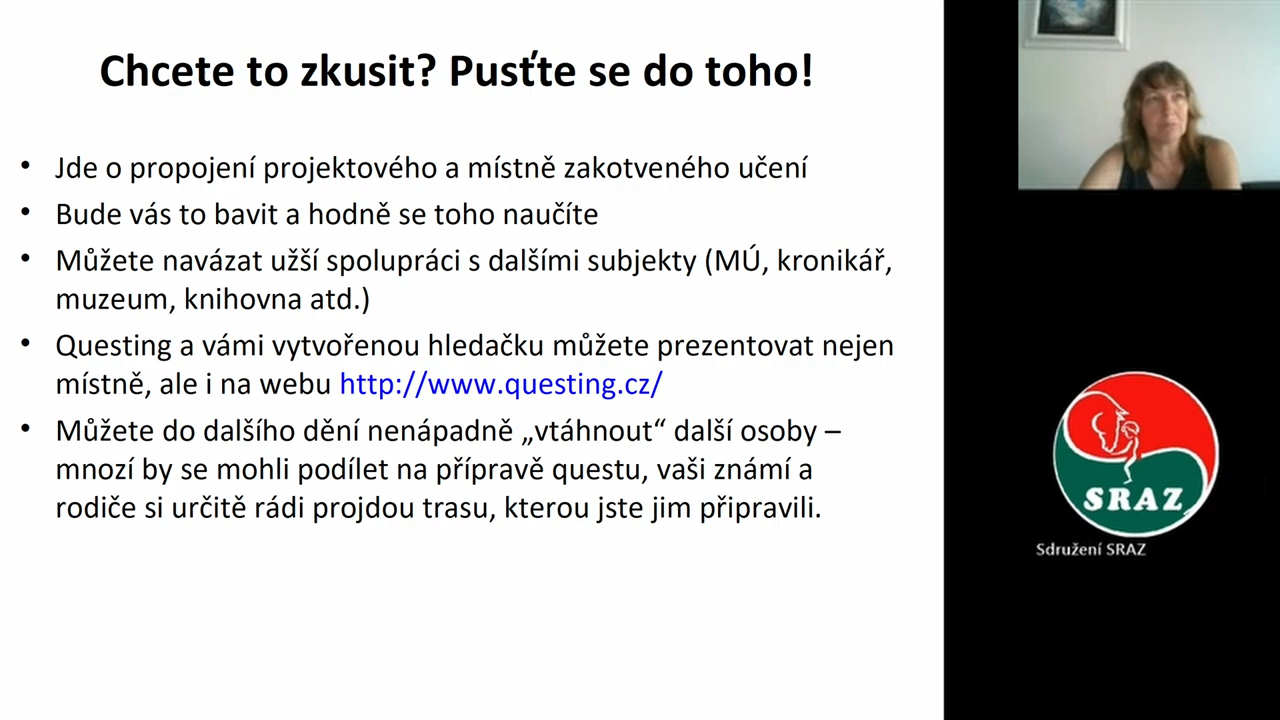 Chcete to zkusit? Pusťte se do toho!
• Jde o propojení projektového a místně zakotveného učení
• Bude vás to bavit a hodně se toho naučíte
• Můžete navázat užší spolupráci s dalšími subjekty (MÚ, kronikář,
muzeum, knihovna atd.)
• Questing a vámi vytvořenou hledačku můžete prezentovat nejen
místně, ale i na webu http://www.questing.cz/
• Můžete do dalšího dění nenápadně „vtáhnout“ další osoby –
mnozí by se mohli podílet na přípravě questu, vaši známí a
rodiče si určitě rádi projdou trasu, kterou jste jim připravili.
SRAZ
Sdružení SRAZ